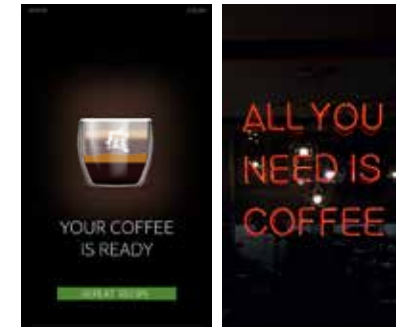 YOUR COFFEE
IS READY
REPEAT RECIPE
ALL YOU
NEED IS
COFFEE